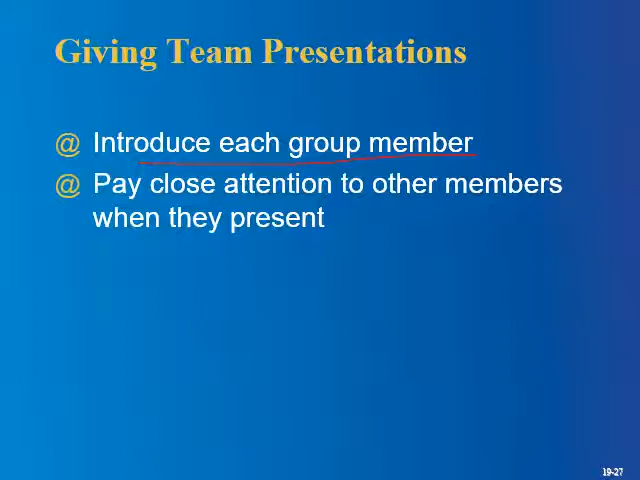 Giving Team Presentations
@ Introduce each group member
@ Pay close attention to other members
when they present
19-27